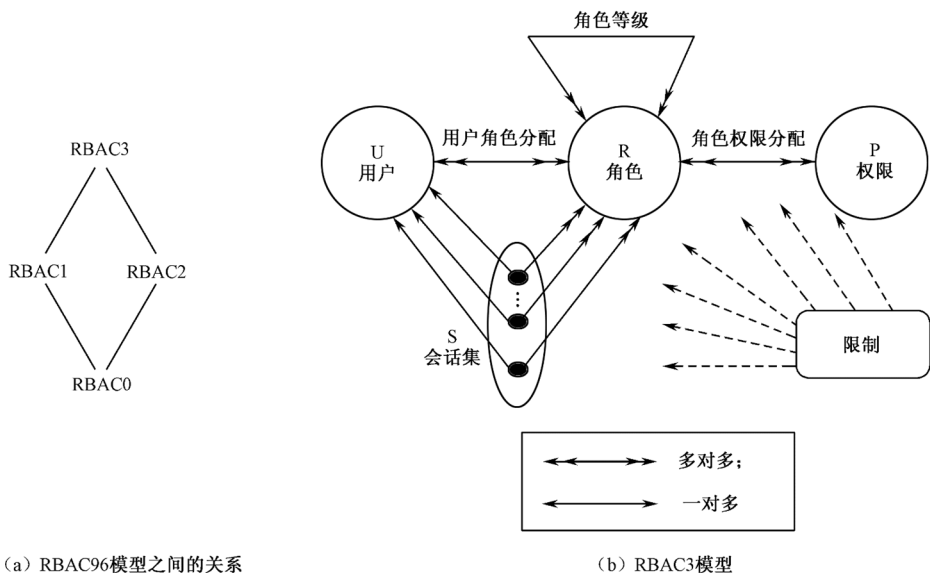 角色等级
RBAC3
U
用户
用户角色分配
R
角色
角色权限分配
P
权限
RBAC1
RBAC2
S
会话集
限制
RBAC0
多对多；
一对多
（a）RBAC96模型之间的关系
（b）RBAC3模型